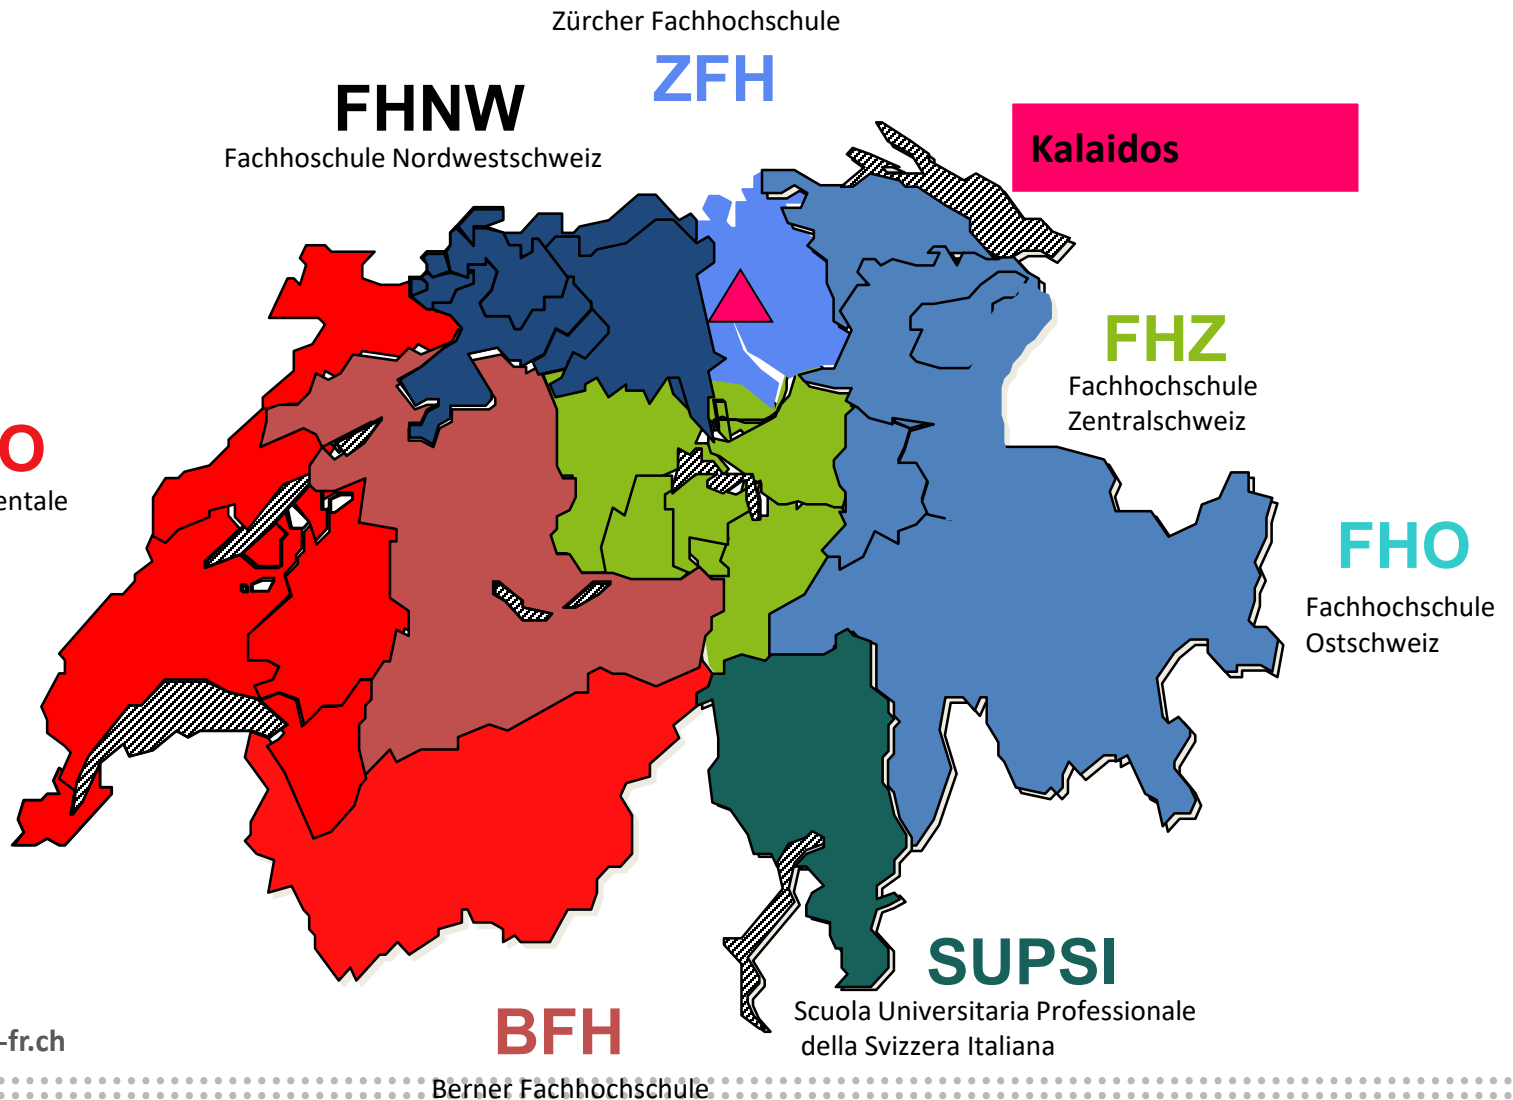 Zürcher Fachhochschule
ZFH
FHNW
Fachhoschule Nordwestschweiz
Kalaidos
FHZ
Fachhochschule
Zentralschweiz
O
entale
FHO
Fachhochschule
Ostschweiz
SUPSI
Scuola Universitaria Professionale
della Svizzera Italiana
BFH
Berner Fachhochschule
-fr.ch